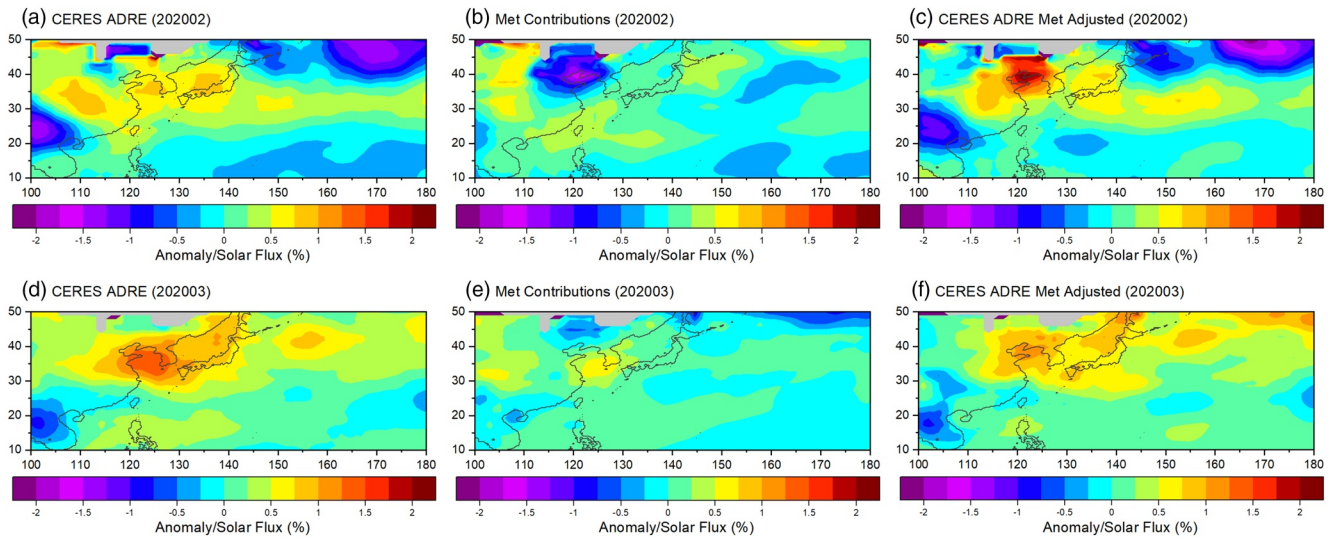 (a) CERES ADRE (202002)
(b) Met Contributions (202002)
(c) CERES ADRE Met Adjusted (202002)
50
40
30
20
10
100 110 120 130 140 150 160 170 180
50
40
30
20
10
100 110 120 130 140 150 160 170 180
50
40
30
20
10
100 110 120 130 140 150 160 170 180
-2 -1.5 -1 -0.5 0 0.5 1 1.5 2
Anomaly/Solar Flux (%)
-2 -1.5 -1 -0.5 0 0.5 1 1.5 2
Anomaly/Solar Flux (%)
-2 -1.5 -1 -0.5 0 0.5 1 1.5 2
Anomaly/Solar Flux (%)
(d) CERES ADRE (202003)
(e) Met Contributions (202003)
(f) CERES ADRE Met Adjusted (202003)
50
40
30
20
10
100 110 120 130 140 150 160 170 180
50
40
30
20
10
100 110 120 130 140 150 160 170 180
50
40
30
20
10
100 110 120 130 140 150 160 170 180
-2 -1.5 -1 -0.5 0 0.5 1 1.5 2
Anomaly/Solar Flux (%)
-2 -1.5 -1 -0.5 0 0.5 1 1.5 2
Anomaly/Solar Flux (%)
-2 -1.5 -1 -0.5 0 0.5 1 1.5 2
Anomaly/Solar Flux (%)